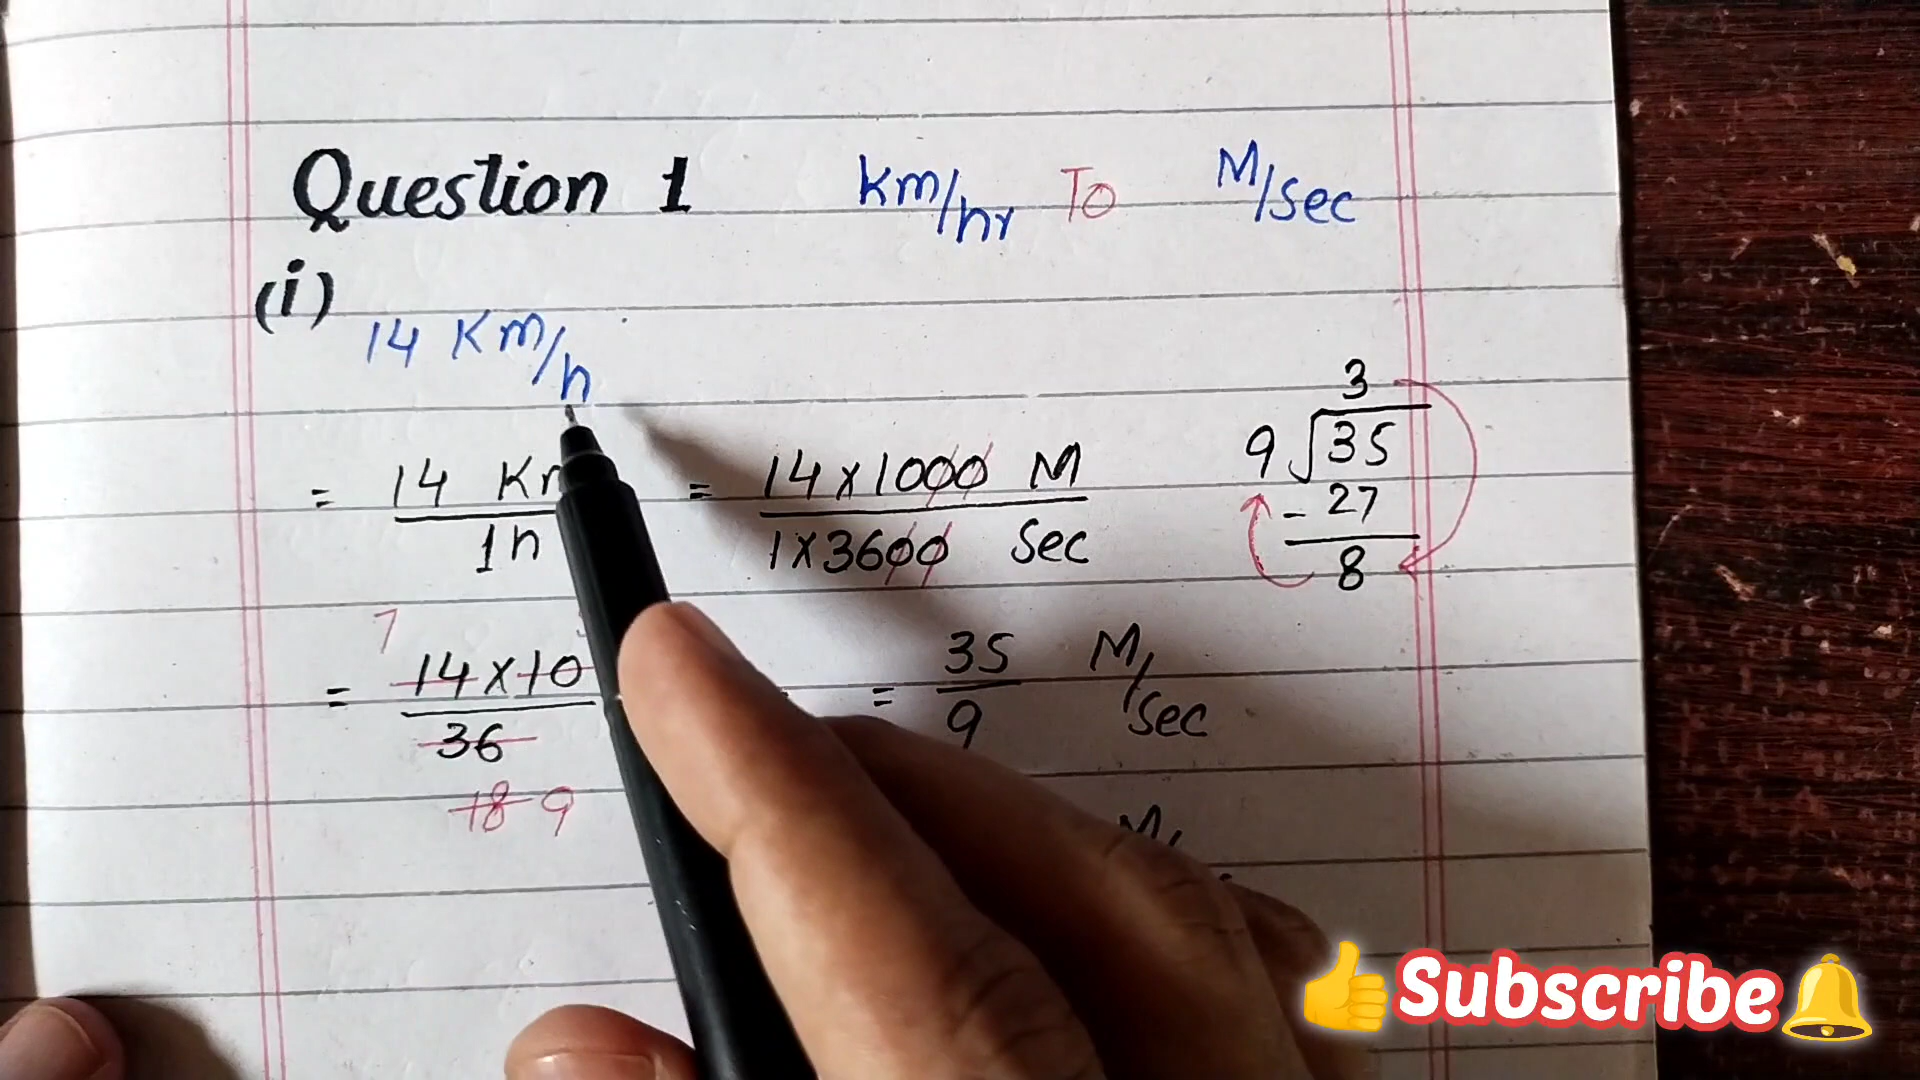 Question 1 Km/hr To M/sec
(i)
14 Km/h
= 14 Km / 1h = 14 x 1000 M / 1 x 3600 Sec
3
9 35
- 27
8
7
= 14 x 10 / 36 = 35 / 9 M/sec
18 9
Subscribe